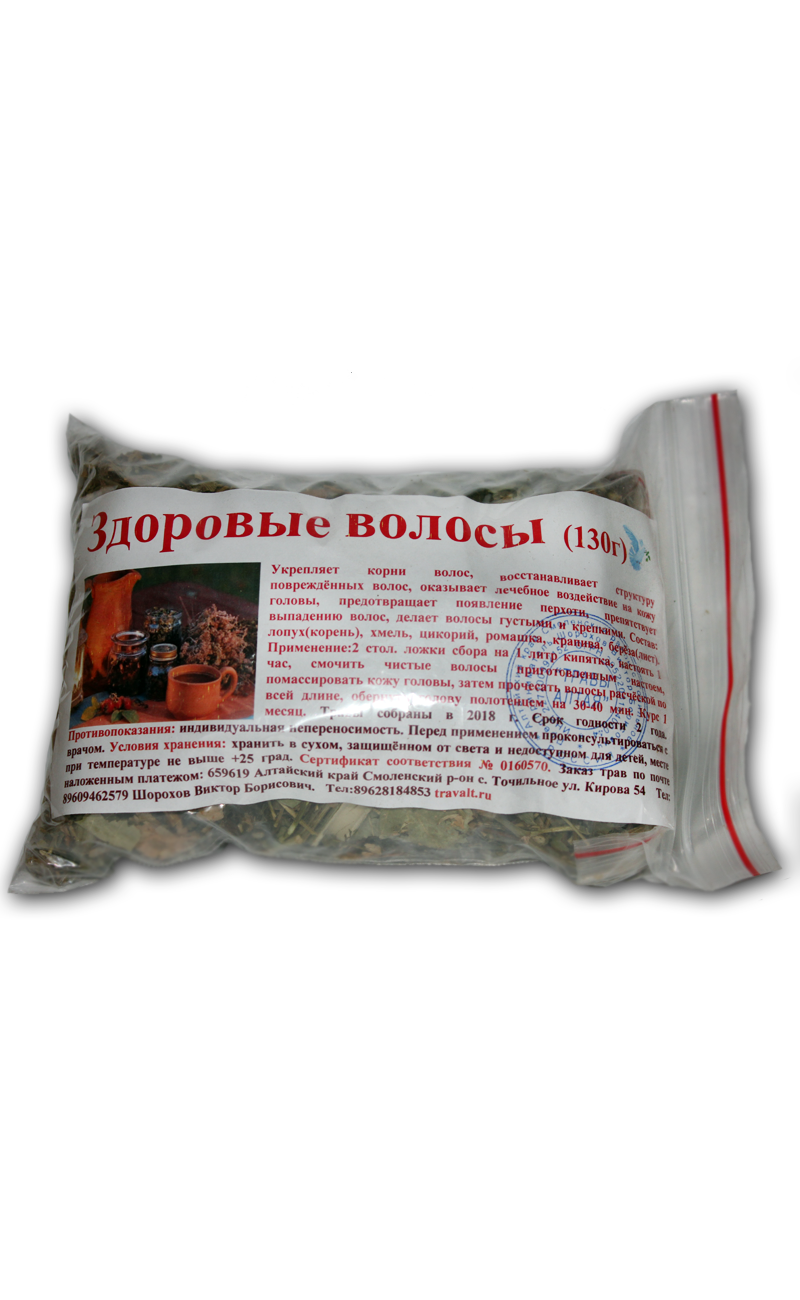 Здоровые волосы (130г)
Укрепляет корни волос, восстанавливает структуру
повреждённых волос, оказывает лечебное воздействие на кожу
головы, предотвращает появление перхоти, препятствует
выпадению волос, делает волосы густыми и крепкими. Состав:
лопух(корень), хмель, цикорий, ромашка, крапива, берёза(лист).
Применение:2 стол. ложки сбора на 1 литр кипятка, настоять 1
час, смочить чистые волосы приготовленным настоем,
помассировать кожу головы, затем прочесать волосы расчёской по
всей длине, обернуть голову полотенцем на 30-40 мин. Курс 1
месяц. Травы собраны в 2018 г. Срок годности 2 года.
Противопоказания: индивидуальная непереносимость. Перед применением проконсультироваться с
врачом. Условия хранения: хранить в сухом, защищённом от света и недоступном для детей, месте
при температуре не выше +25 град. Сертификат соответствия № 0160570. Заказ трав по почте
наложенным платежом: 659619 Алтайский край Смоленский р-он с. Точильное ул. Кирова 54 Тел:
89609462579 Шорохов Виктор Борисович. Тел:89628184853 travalt.ru
ТРАВЫ
АЛТАЯ